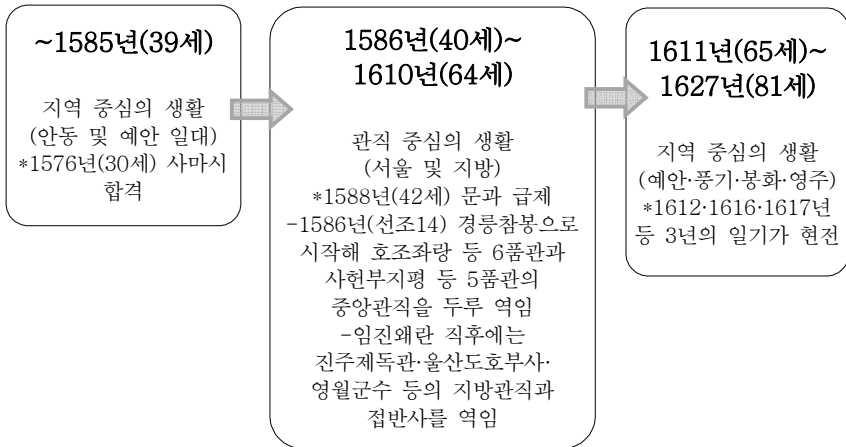 ~1585년(39세)
지역 중심의 생활
(안동 및 예안 일대)
*1576년(30세) 사마시
합격
1586년(40세)~
1610년(64세)
관직 중심의 생활
(서울 및 지방)
*1588년(42세) 문과 급제
-1586년(선조14) 경릉참봉으로
시작해 호조좌랑 등 6품관과
사헌부지평 등 5품관의
중앙관직을 두루 역임
-임진왜란 직후에는
진주제독관·울산도호부사·
영월군수 등의 지방관직과
접반사를 역임
1611년(65세)~
1627년(81세)
지역 중심의 생활
(예안·풍기·봉화·영주)
*1612·1616·1617년
등 3년의 일기가 현전